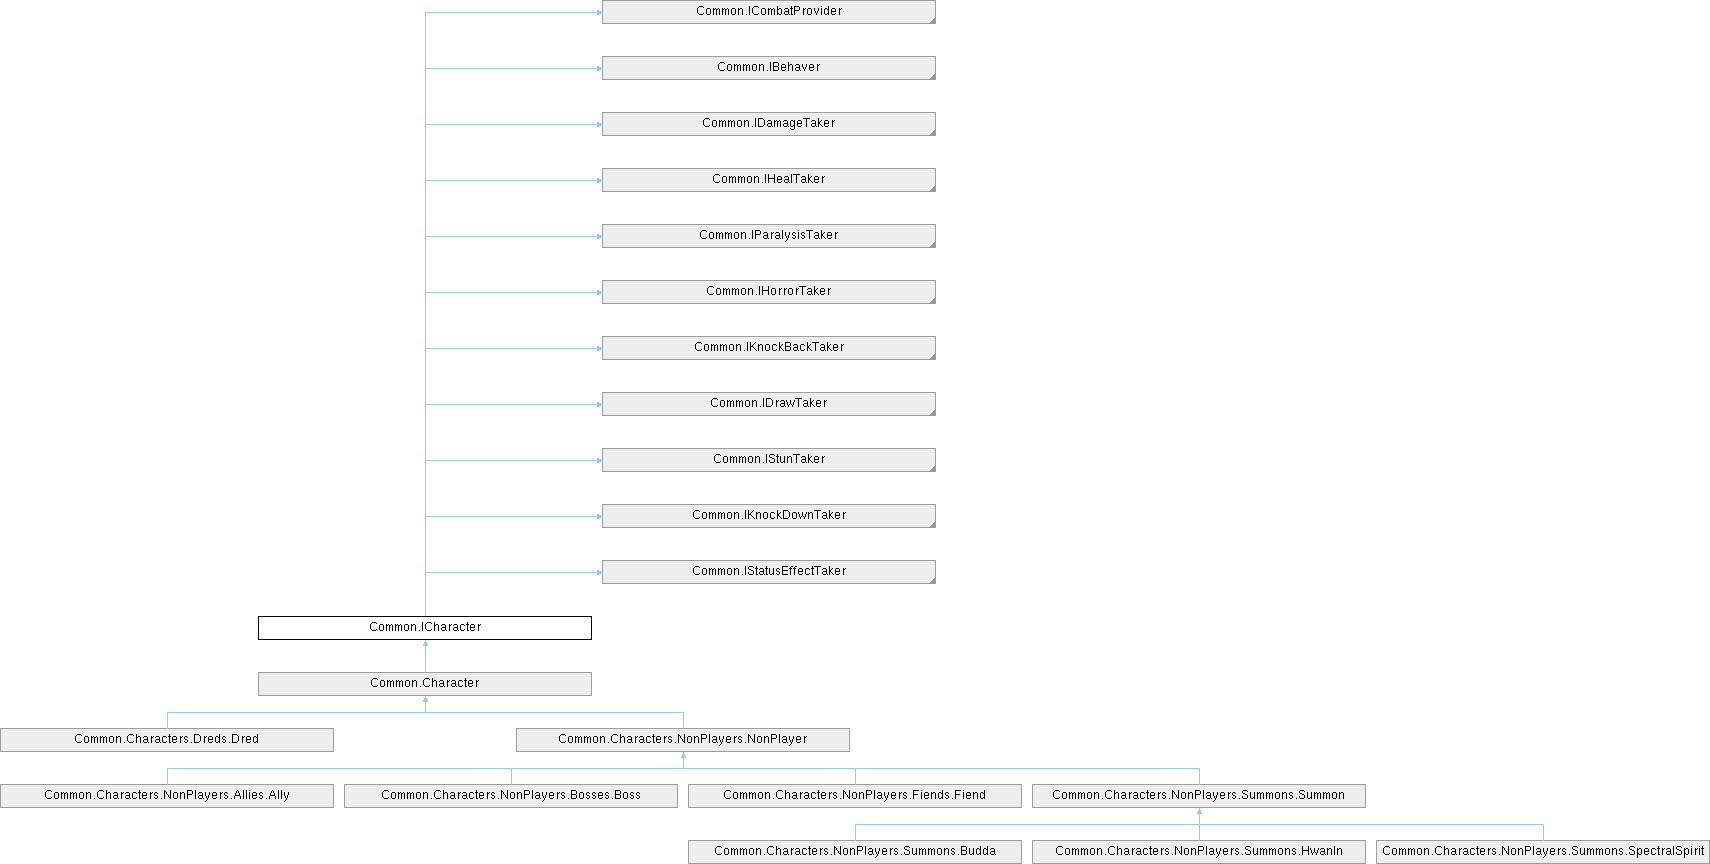 Common.ICombatProvider
Common.IBehaver
Common.IDamageTaker
Common.IHealTaker
Common.IParalysisTaker
Common.IHorrorTaker
Common.IKnockBackTaker
Common.IDrawTaker
Common.IStunTaker
Common.IKnockDownTaker
Common.IStatusEffectTaker
Common.ICharacter
Common.Character
Common.Characters.Dreds.Dred
Common.Characters.NonPlayers.NonPlayer
Common.Characters.NonPlayers.Allies.Ally
Common.Characters.NonPlayers.Bosses.Boss
Common.Characters.NonPlayers.Fiends.Fiend
Common.Characters.NonPlayers.Summons.Summon
Common.Characters.NonPlayers.Summons.Budda
Common.Characters.NonPlayers.Summons.HwanIn
Common.Characters.NonPlayers.Summons.SpectralSpirit